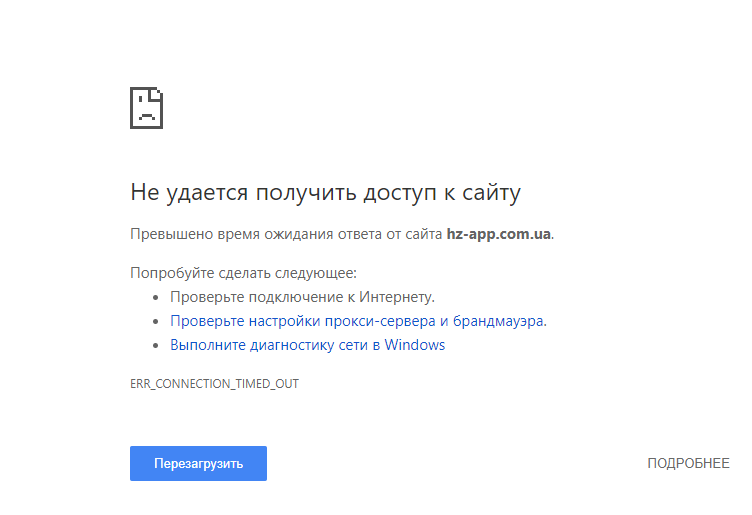 Не удается получить доступ к сайту
Превышено время ожидания ответа от сайта hz-app.com.ua.
Попробуйте сделать следующее:
• Проверьте подключение к Интернету.
• Проверьте настройки прокси-сервера и брандмауэра.
• Выполните диагностику сети в Windows
ERR_CONNECTION_TIMED_OUT
Перезагрузить
ПОДРОБНЕЕ